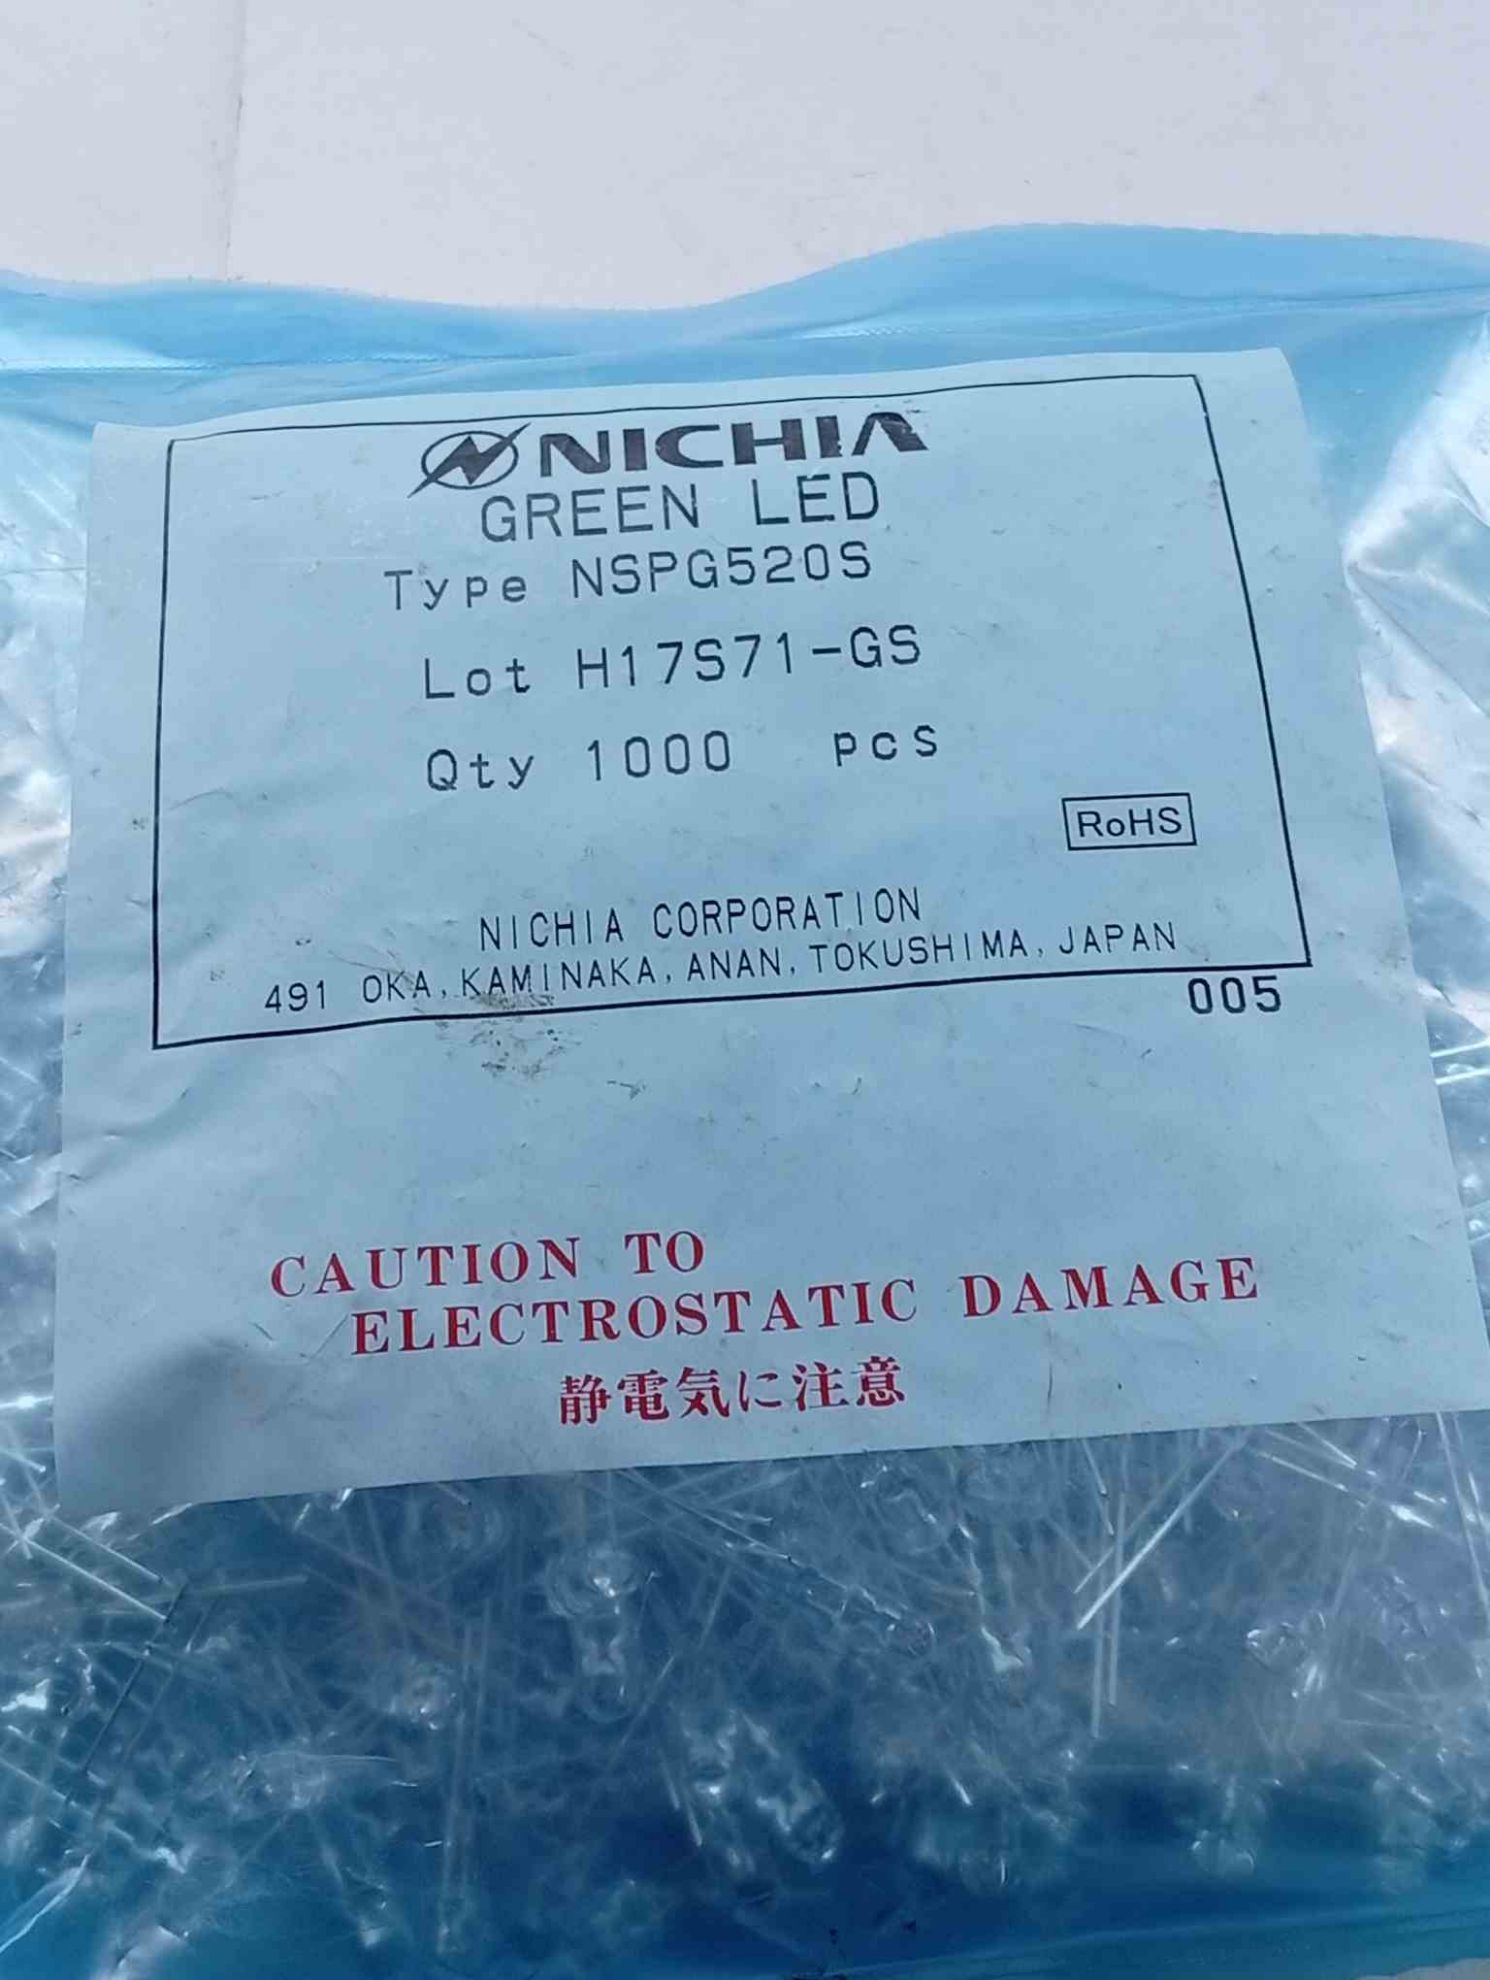 NICHIA
GREEN LED
Type NSPG520S
Lot H17S71-GS
Qty 1000 pcs
RoHS
NICHIA CORPORATION
491 OKA, KAMINAKA, ANAN, TOKUSHIMA, JAPAN
005
CAUTION TO
ELECTROSTATIC DAMAGE
静電気に注意